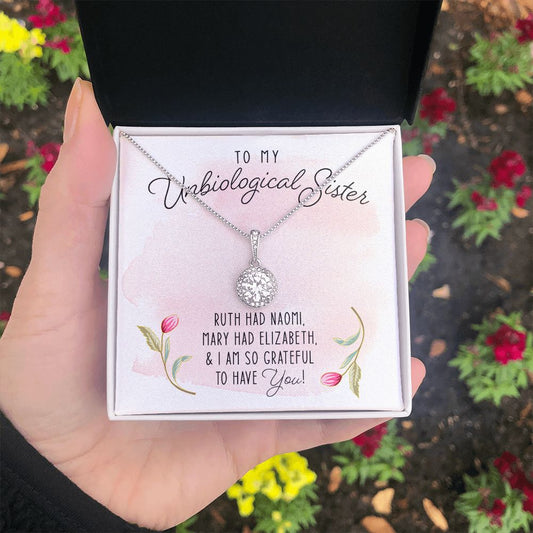 TO MY
Unbiological Sister
RUTH HAD NAOMI,
MARY HAD ELIZABETH,
& I AM SO GRATEFUL
TO HAVE You!